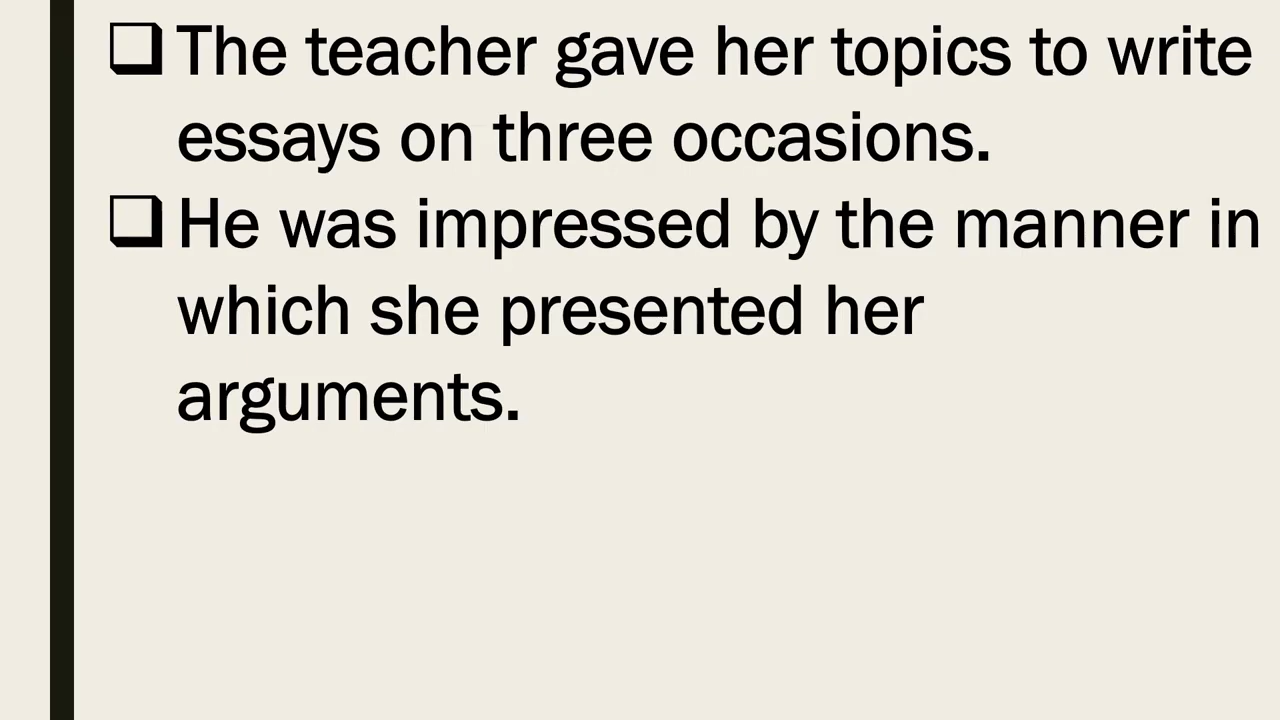 ❑ The teacher gave her topics to write
essays on three occasions.
❑ He was impressed by the manner in
which she presented her
arguments.